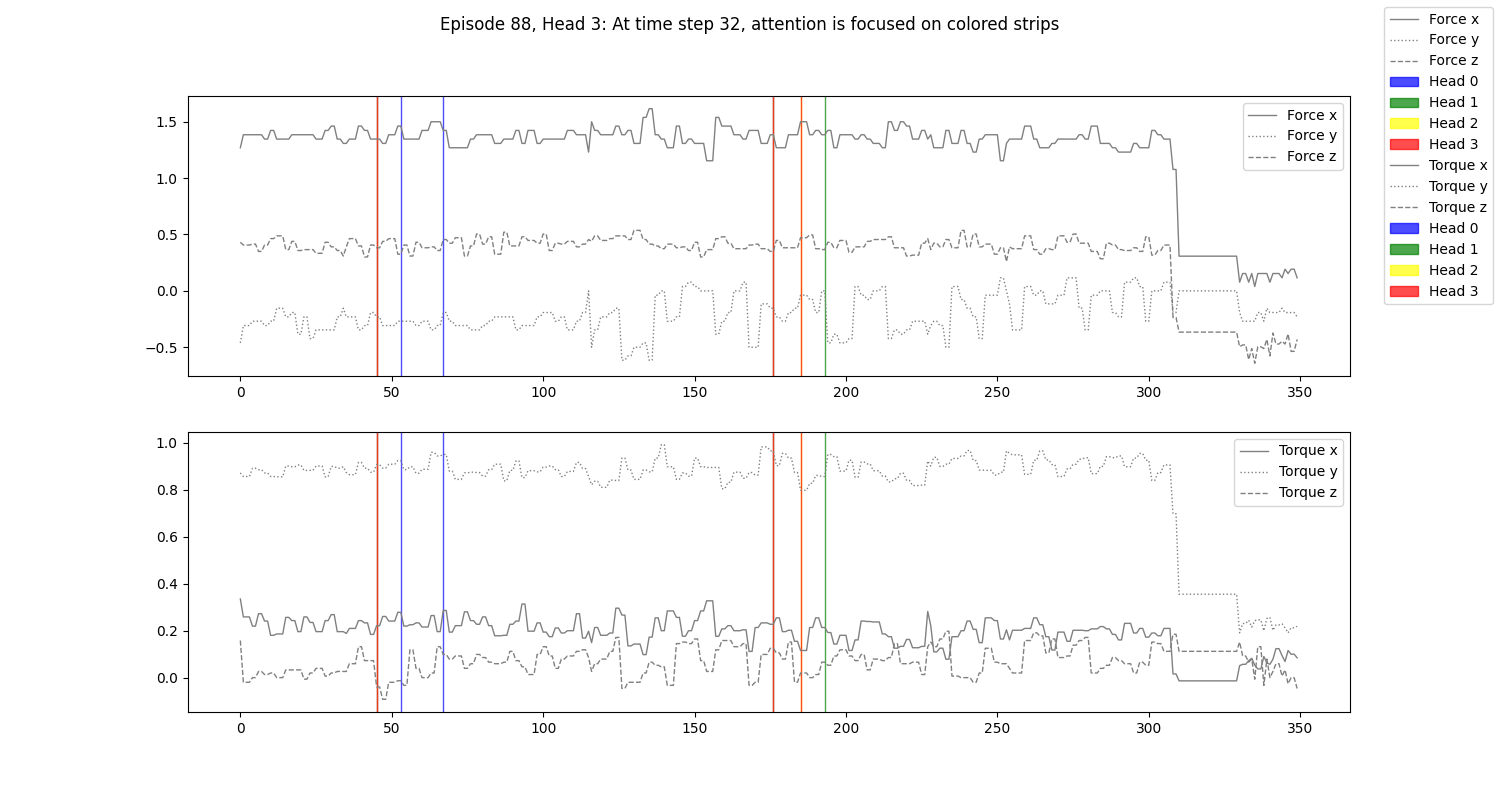 Episode 88, Head 3: At time step 32, attention is focused on colored strips
Force x
Force y
Force z
Head 0
Head 1
Head 2
Head 3
Torque x
Torque y
Torque z
Head 0
Head 1
Head 2
Head 3
1.5
1.0
0.5
0.0
−0.5
Force x
Force y
Force z
0 50 100 150 200 250 300 350
1.0
0.8
0.6
0.4
0.2
0.0
Torque x
Torque y
Torque z
0 50 100 150 200 250 300 350